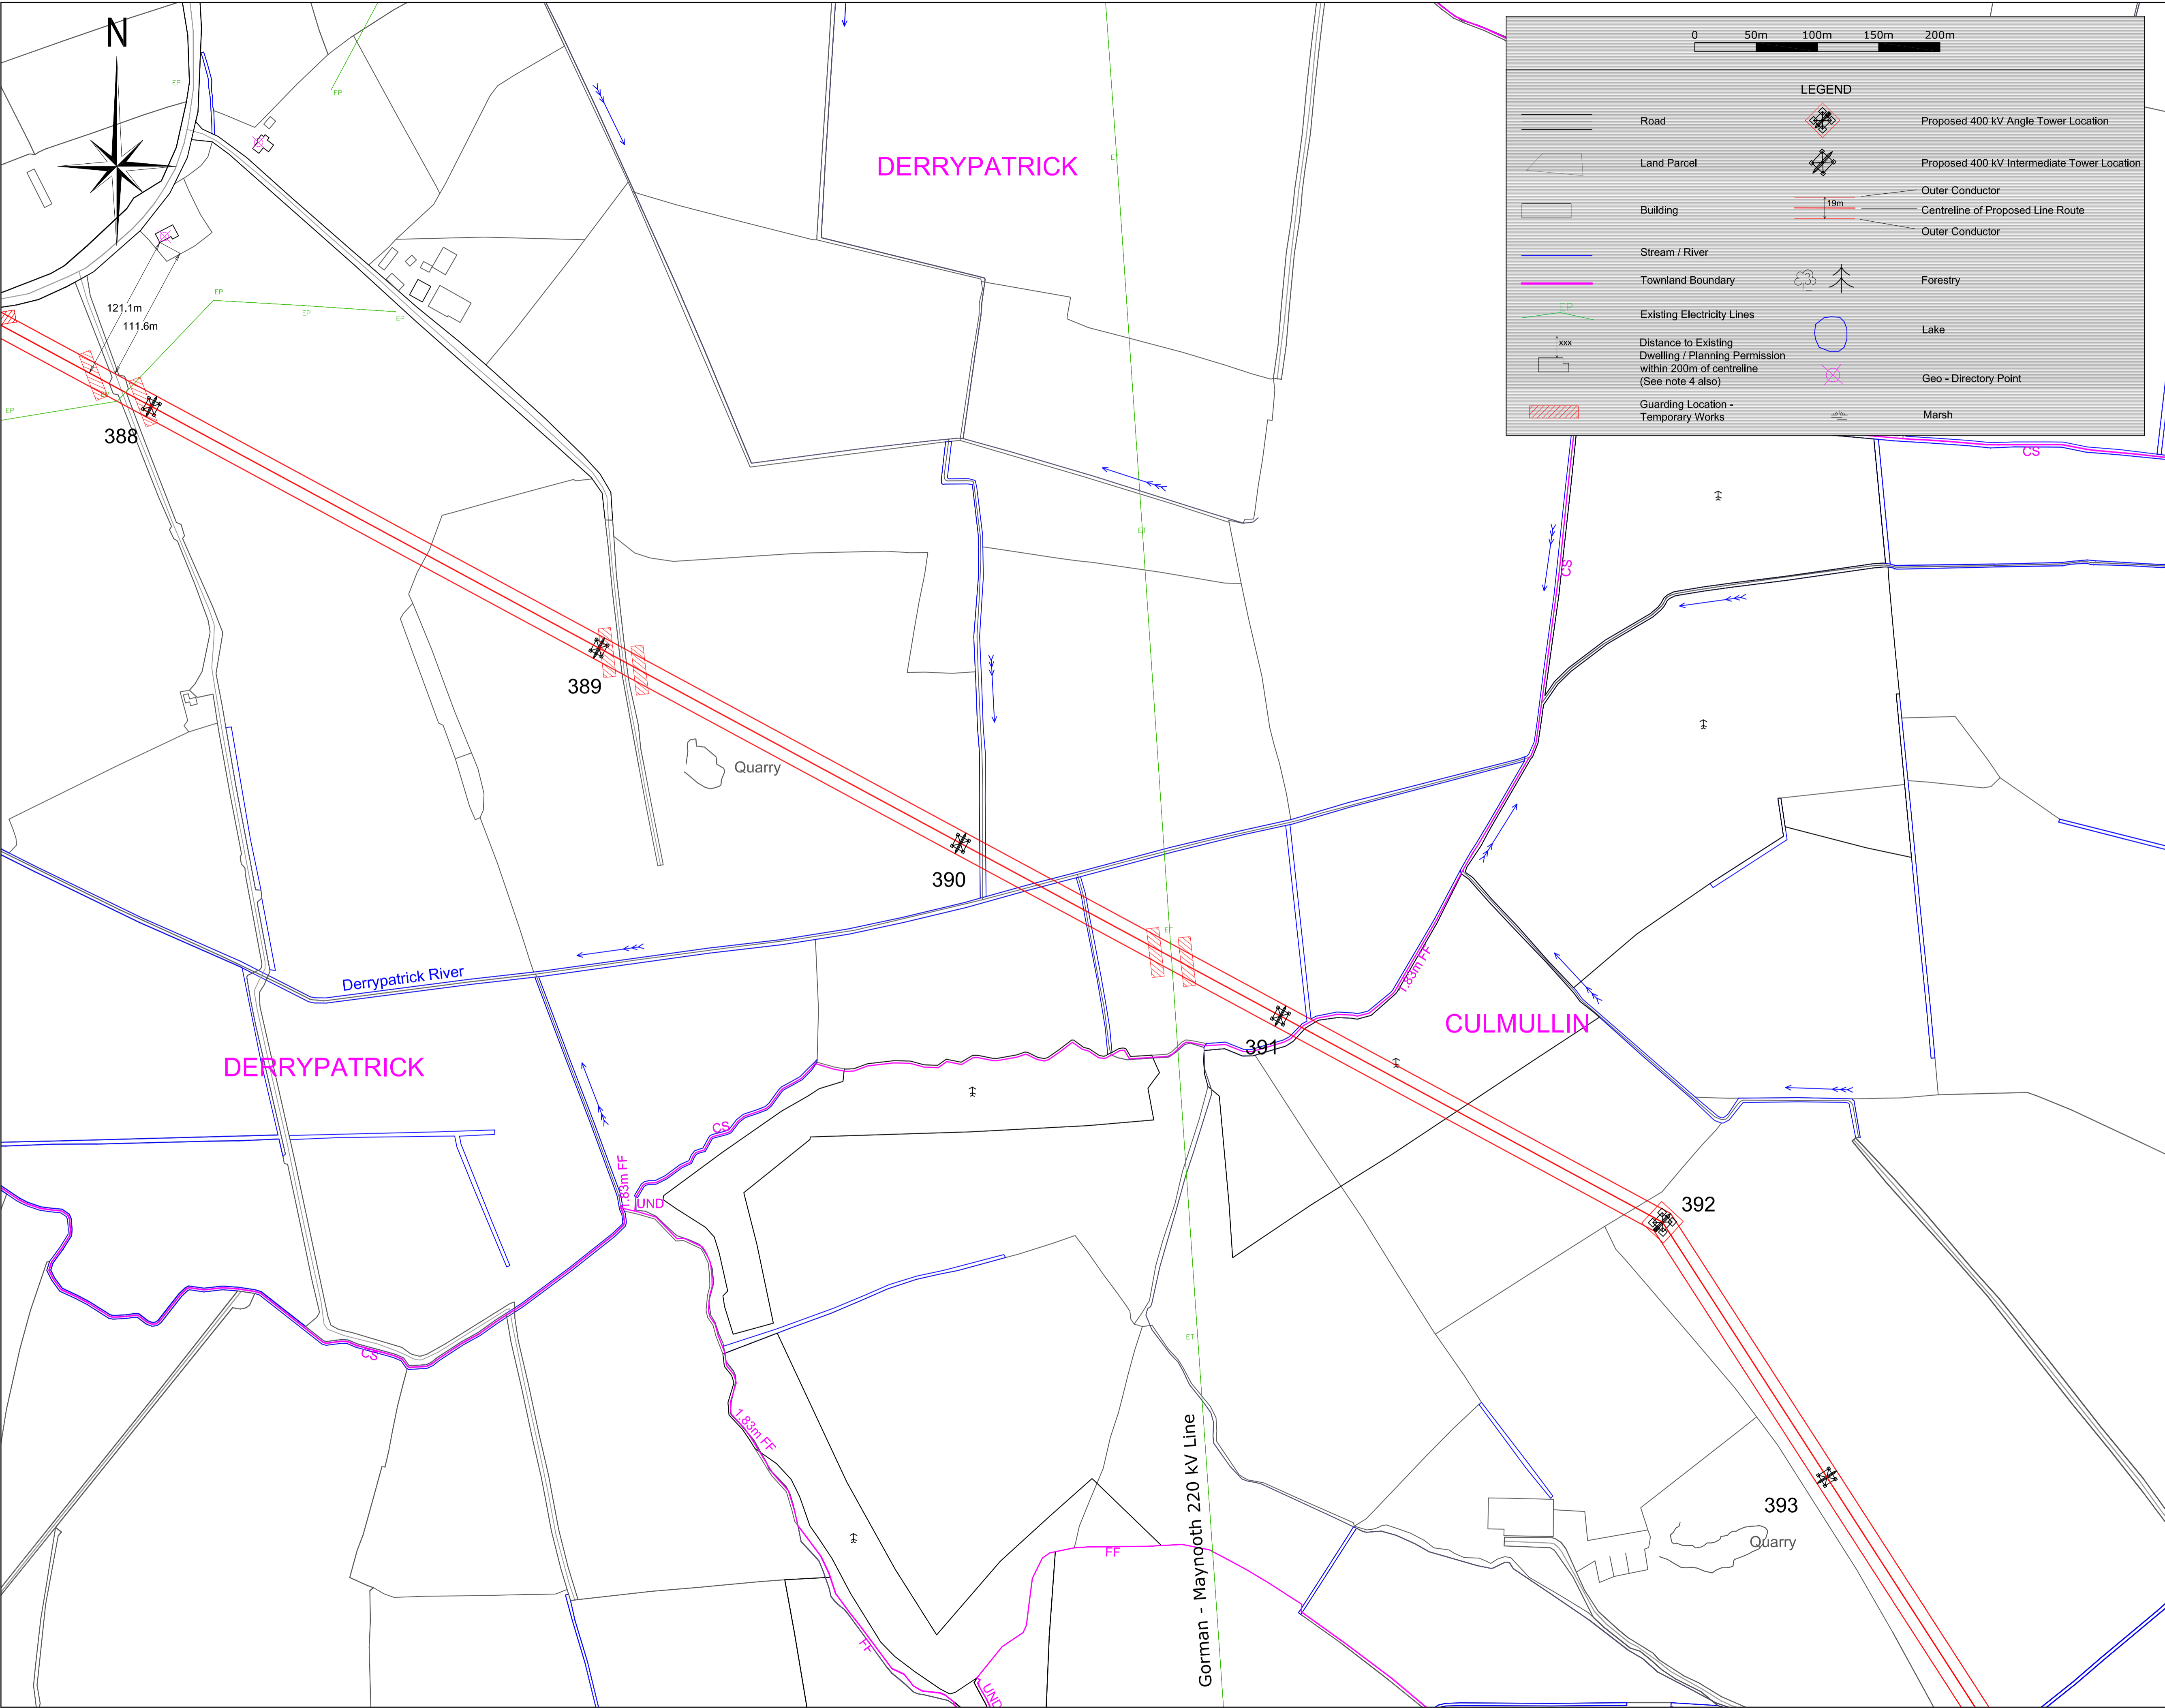 N
0 50m 100m 150m 200m
LEGEND
Road
Proposed 400 kV Angle Tower Location
Land Parcel
Proposed 400 kV Intermediate Tower Location
Outer Conductor
Building
19m
Centreline of Proposed Line Route
Outer Conductor
Stream / River
Townland Boundary
Forestry
EP
Existing Electricity Lines
Lake
xxx
Distance to Existing
Dwelling / Planning Permission
within 200m of centreline
(See note 4 also)
Geo - Directory Point
Guarding Location -
Temporary Works
Marsh
EP
EP
DERRYPATRICK
ET
EP
EP
EP
121.1m
111.6m
EP
EP
388
CS
ET
CS
389
Quarry
390
ET
Derrypatrick River
1.83m FF
CULMULLIN
391
DERRYPATRICK
CS
1.83m FF
UND
392
ET
CS
1.83m FF
Gorman - Maynooth 220 kV Line
393
Quarry
FF
FF
UND